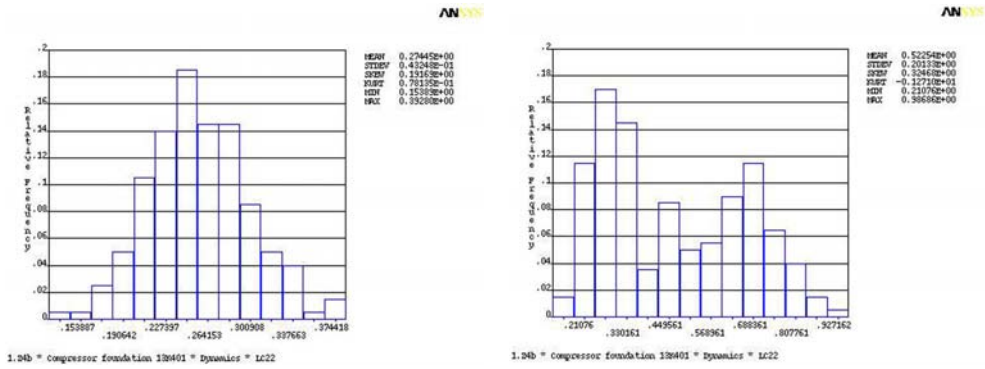 ANSYS
MEAN 0.27445E+00
STDEV 0.43248E-01
SKEW 0.19169E+00
KURT 0.78135E-01
MIN 0.15389E+00
MAX 0.39280E+00
Relative Frequency
.2
.18
.16
.14
.12
.1
.08
.06
.04
.02
0
.153887
.190642
.227397
.264153
.300908
.337663
.374418
1.24b * Compressor foundation 13K401 * Dynamics * LC22
ANSYS
MEAN 0.52254E+00
STDEV 0.20133E+00
SKEW 0.32468E+00
KURT -0.12710E+01
MIN 0.21076E+00
MAX 0.98686E+00
Relative Frequency
.2
.18
.16
.14
.12
.1
.08
.06
.04
.02
0
.21076
.330161
.449561
.568961
.688361
.807761
.927162
1.24b * Compressor foundation 13K401 * Dynamics * LC22